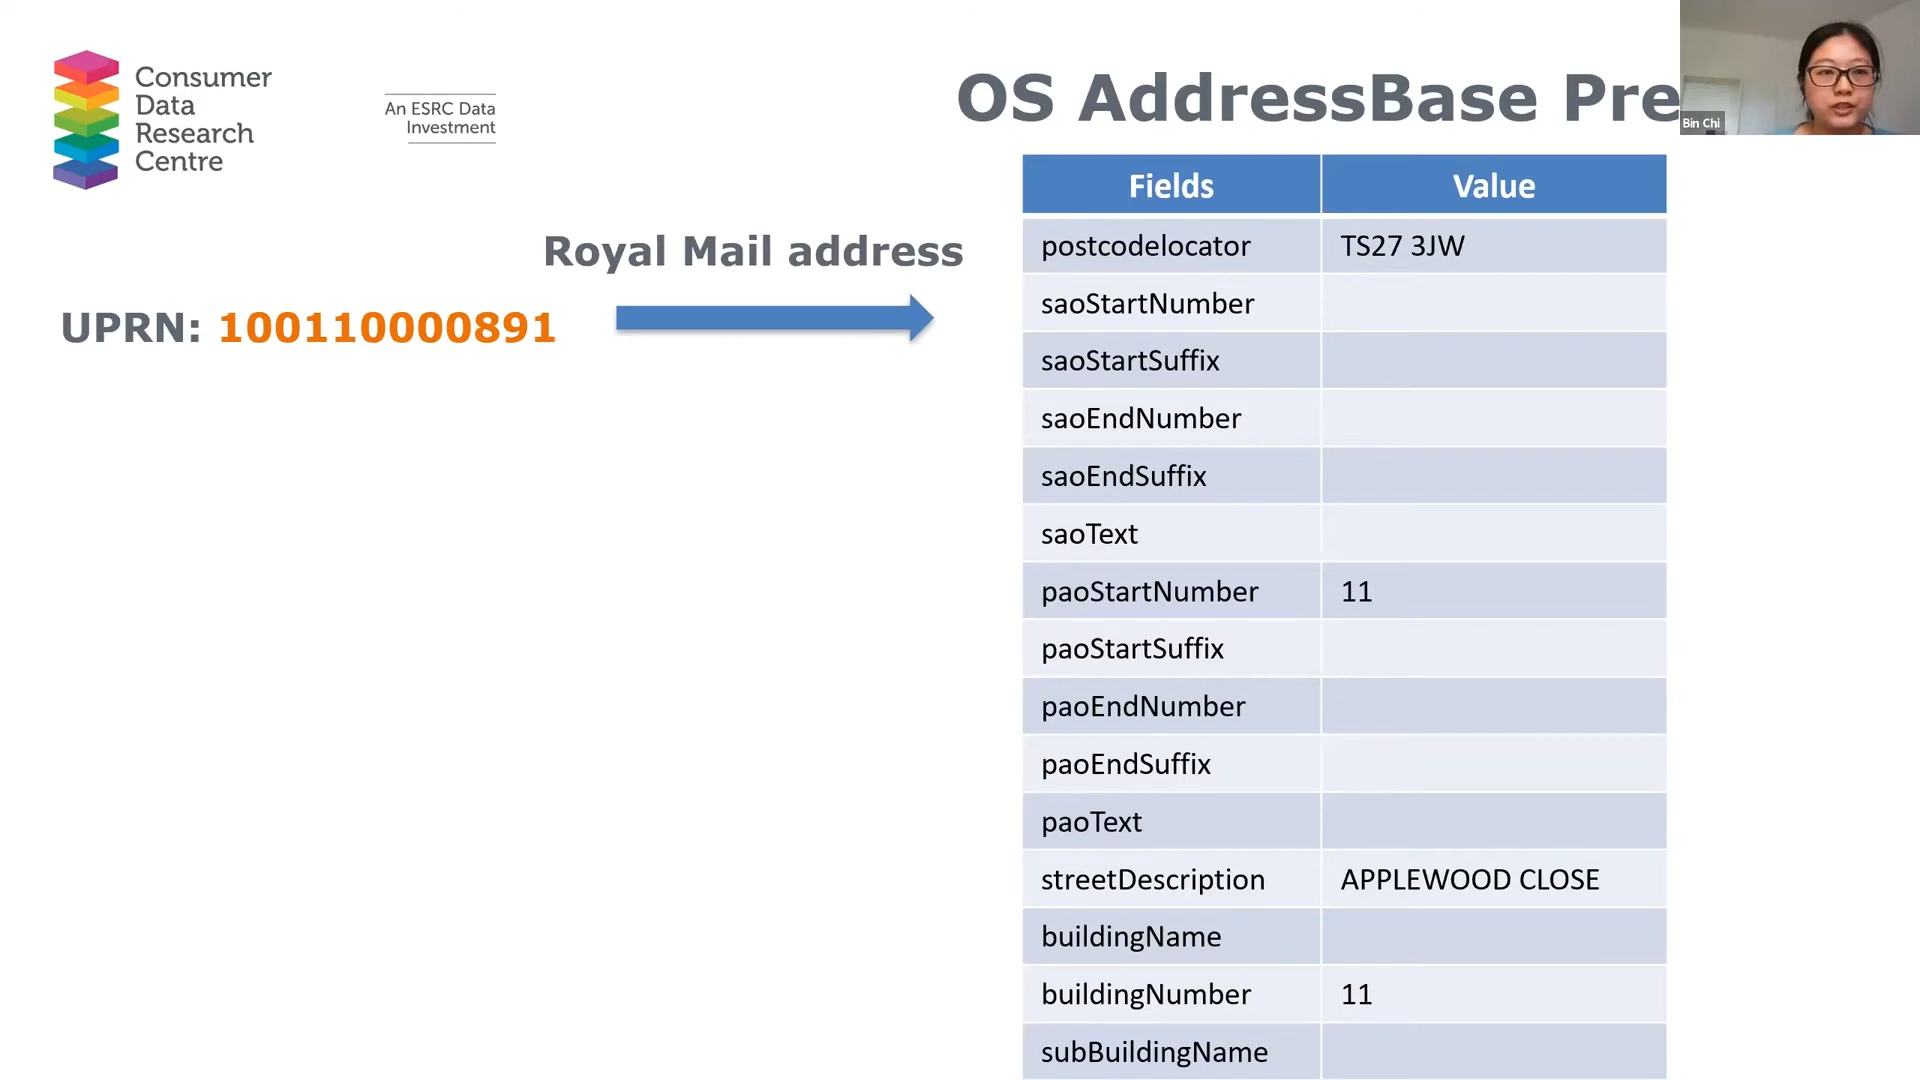 Consumer
Data
Research
Centre
An ESRC Data
Investment
OS AddressBase Pre
Bin Chi
Royal Mail address
UPRN: 100110000891
Fields Value
postcodelocator TS27 3JW
saoStartNumber
saoStartSuffix
saoEndNumber
saoEndSuffix
saoText
paoStartNumber 11
paoStartSuffix
paoEndNumber
paoEndSuffix
paoText
streetDescription APPLEWOOD CLOSE
buildingName
buildingNumber 11
subBuildingName